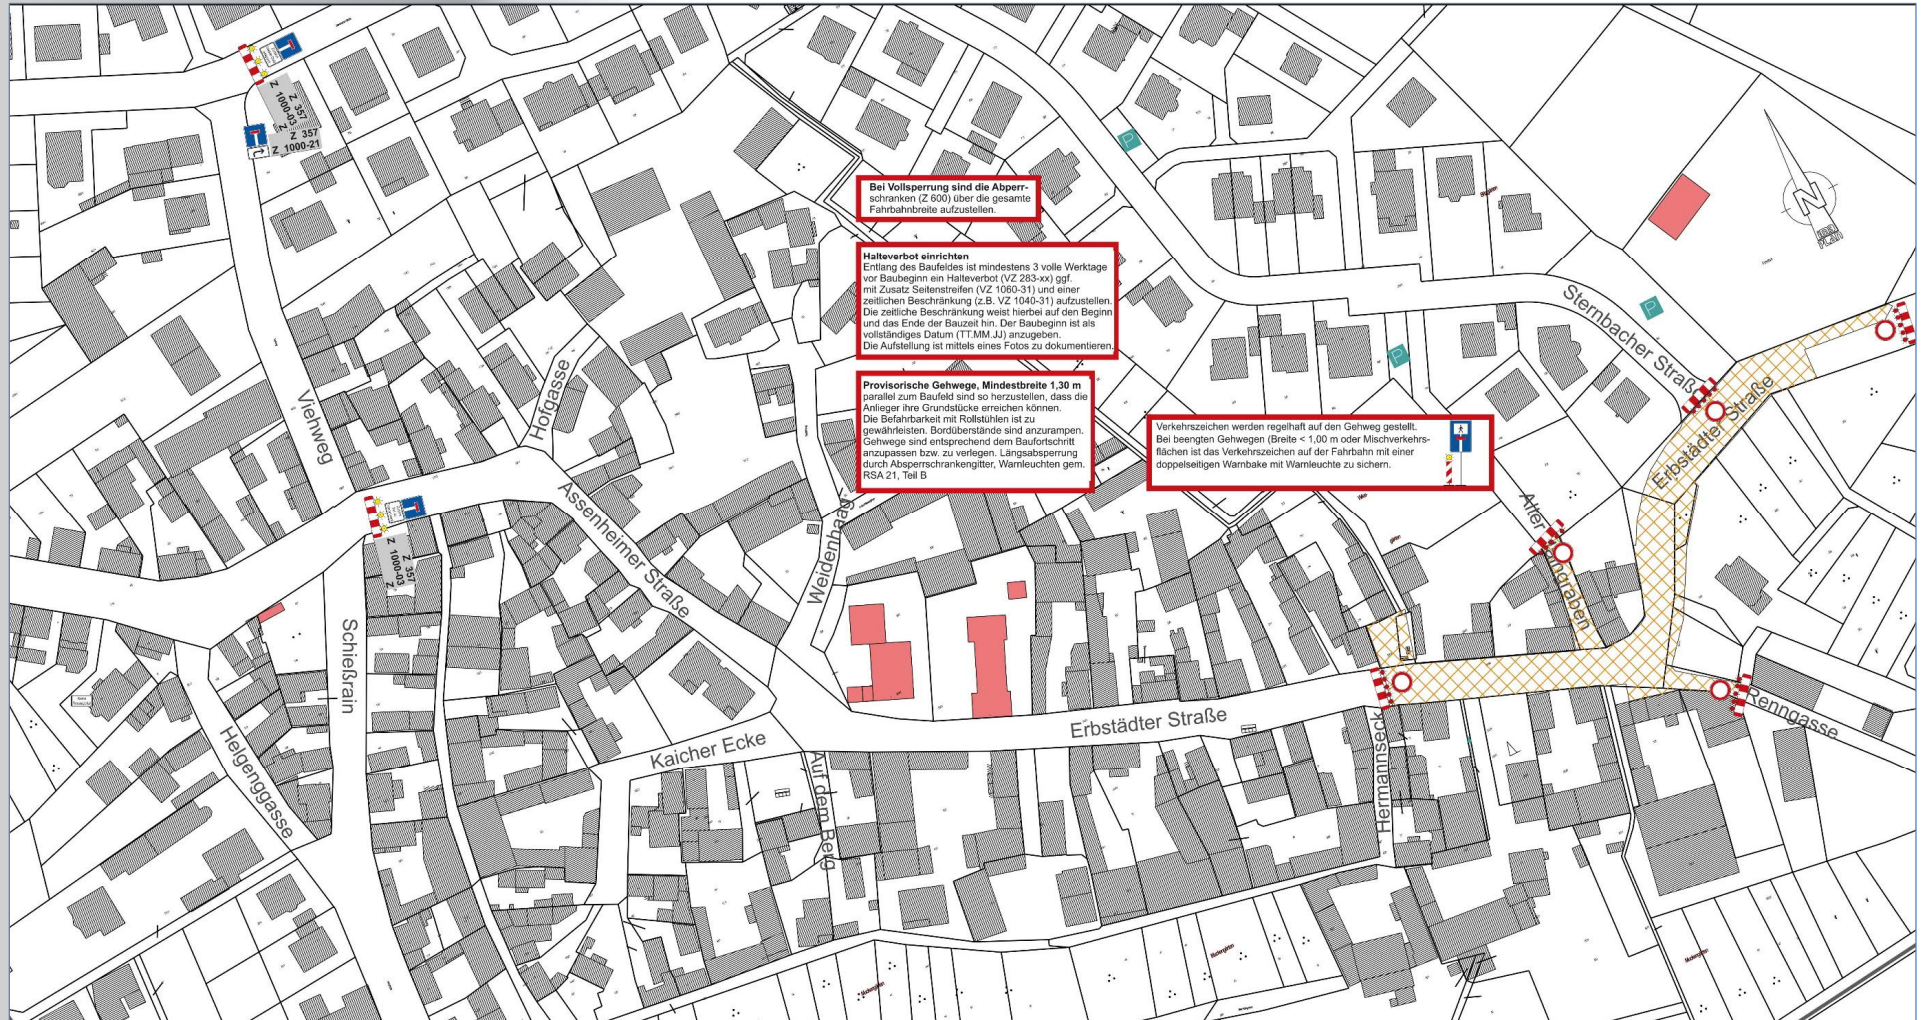 Z 357
Z 1000-03
Z
Z 357
Z 1000-21
Bei Vollsperrung sind die Abperr-
schranken (Z 600) über die gesamte
Fahrbahnbreite aufzustellen.
Halteverbot einrichten
Entlang des Baufeldes ist mindestens 3 volle Werktage
vor Baubeginn ein Halteverbot (VZ 283-xx) ggf.
mit Zusatz Seitenstreifen (VZ 1060-31) und einer
zeitlichen Beschränkung (z.B. VZ 1040-31) aufzustellen.
Die zeitliche Beschränkung weist hierbei auf den Beginn
und das Ende der Bauzeit hin. Der Baubeginn ist als
vollständiges Datum (TT.MM.JJ) anzugeben.
Die Aufstellung ist mittels eines Fotos zu dokumentieren.
Provisorische Gehwege, Mindestbreite 1,30 m
parallel zum Baufeld sind so herzustellen, dass die
Anlieger ihre Grundstücke erreichen können.
Die Befahrbarkeit mit Rollstühlen ist zu
gewährleisten. Bordüberstände sind anzurampen.
Gehwege sind entsprechend dem Baufortschritt
anzupassen bzw. zu verlegen. Längsabsperrung
durch Absperrschrankengitter, Warnleuchten gem.
RSA 21, Teil B
Verkehrszeichen werden regelhaft auf den Gehweg gestellt.
Bei beengten Gehwegen (Breite < 1,00 m oder Mischverkehrs-
flächen ist das Verkehrszeichen auf der Fahrbahn mit einer
doppelseitigen Warnbake mit Warnleuchte zu sichern.
P
P
P
N
Sternbacher Straß
Erbstädter Straße
Viehweg
Hofgasse
Assenheimer Straße
Weidenhaag
Alter
Ringraben
Z 357
Z 1000-03
Z
Schießrain
Helgenggasse
Kaicher Ecke
Auf dem Berg
Erbstädter Straße
Hermannseck
Renngasse